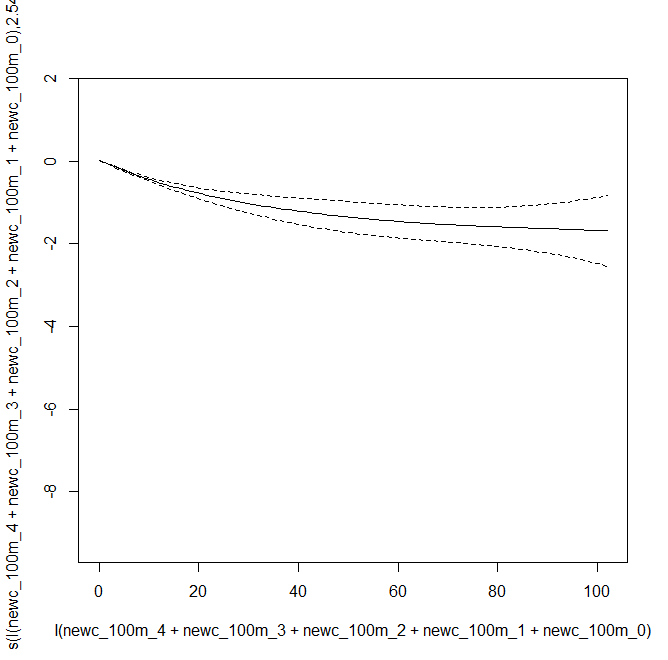 s(I(newc_100m_4 + newc_100m_3 + newc_100m_2 + newc_100m_1 + newc_100m_0),2.54
2
0
-2
-4
-6
-8
0 20 40 60 80 100
I(newc_100m_4 + newc_100m_3 + newc_100m_2 + newc_100m_1 + newc_100m_0)